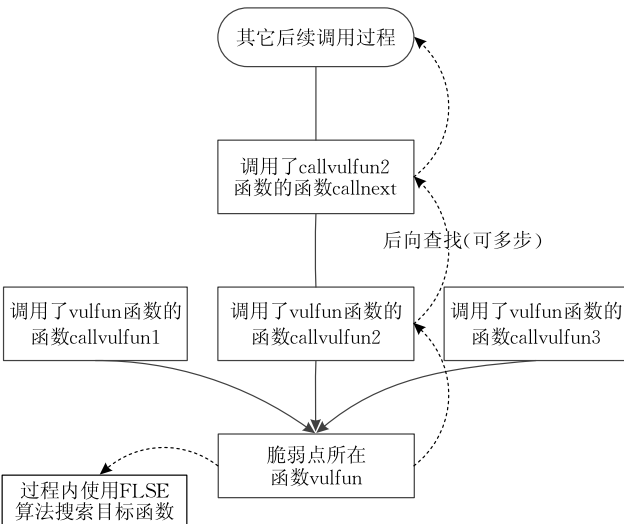 其它后续调用过程
调用了callvulfun2
函数的函数callnext
后向查找(可多步)
调用了vulfun函数的
函数callvulfun1
调用了vulfun函数的
函数callvulfun2
调用了vulfun函数的
函数callvulfun3
脆弱点所在
函数vulfun
过程内使用FLSE
算法搜索目标函数